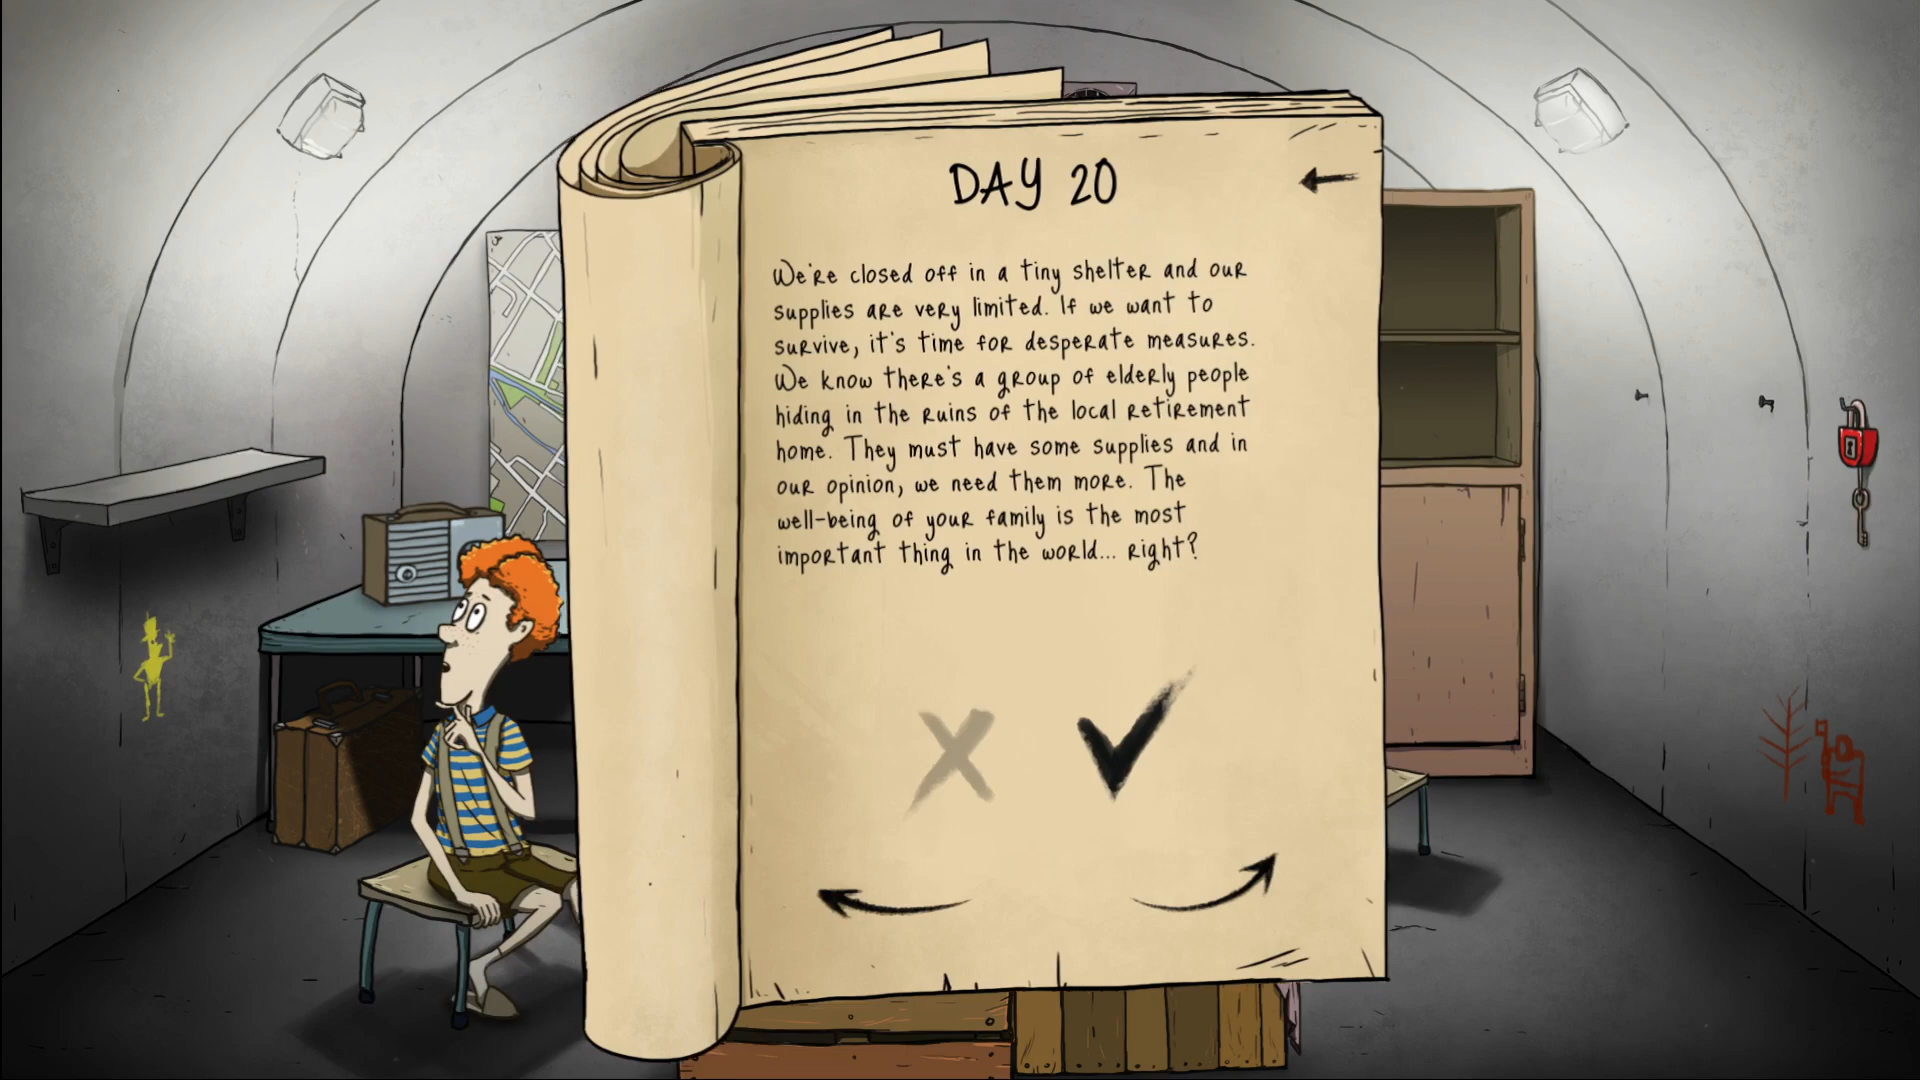 DAY 20
We're closed off in a tiny shelter and our
supplies are very limited. If we want to
survive, it's time for desperate measures.
We know there's a group of elderly people
hiding in the ruins of the local retirement
home. They must have some supplies and in
our opinion, we need them more. The
well-being of your family is the most
important thing in the world... right?